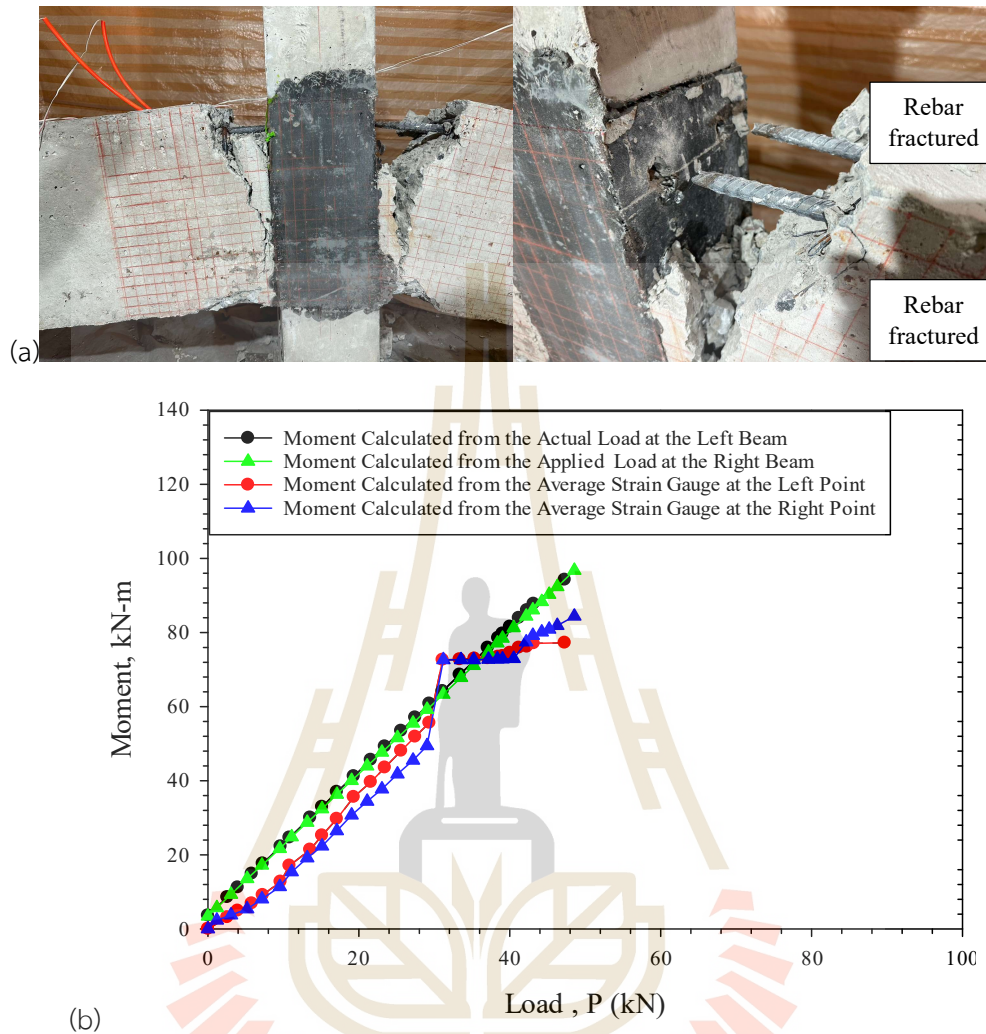 Rebar
fractured
Rebar
fractured
(a)
140
120
100
80
60
40
20
0
Moment, kN-m
Moment Calculated from the Actual Load at the Left Beam
Moment Calculated from the Applied Load at the Right Beam
Moment Calculated from the Average Strain Gauge at the Left Point
Moment Calculated from the Average Strain Gauge at the Right Point
0 20 40 60 80 100
Load , P (kN)
(b)